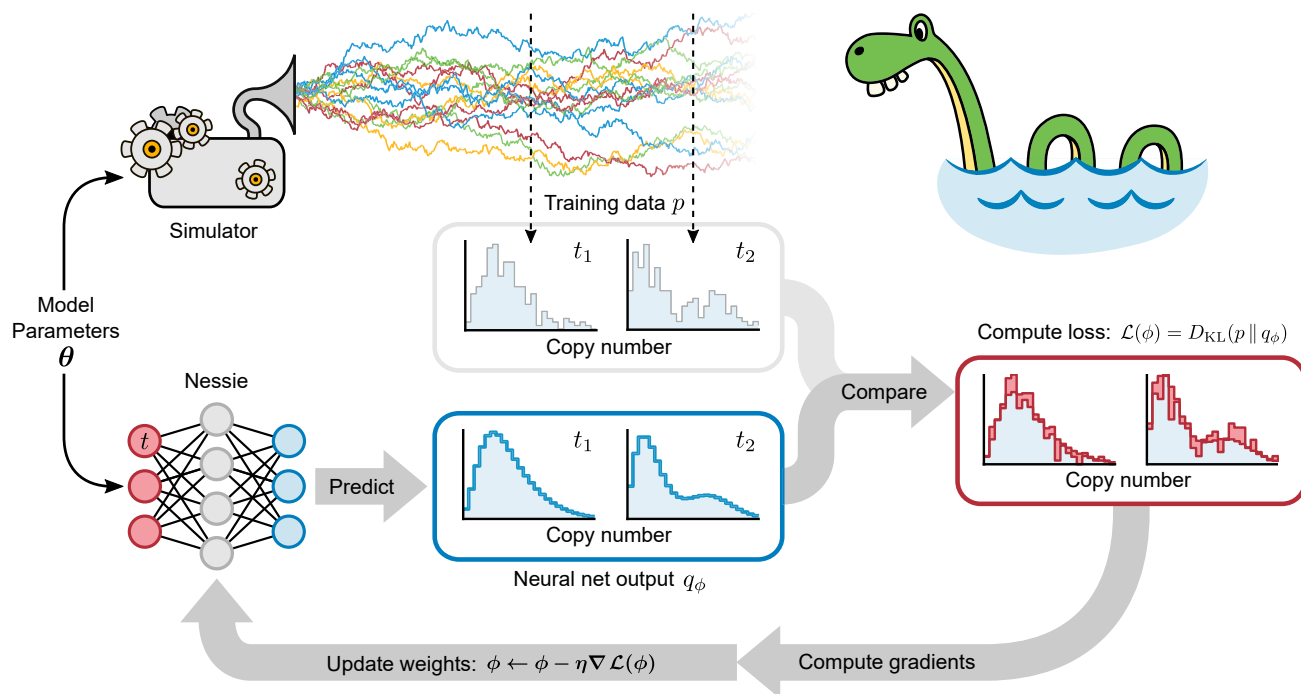 Training data p
Simulator
t₁
t₂
Copy number
Model
Parameters
θ
Compute loss: ℒ(ϕ) = D_KL(p ∥ q_ϕ)
Nessie
t
Predict
t₁
t₂
Copy number
Neural net output q_ϕ
Compare
Copy number
Update weights: ϕ ← ϕ − η∇ℒ(ϕ)
Compute gradients